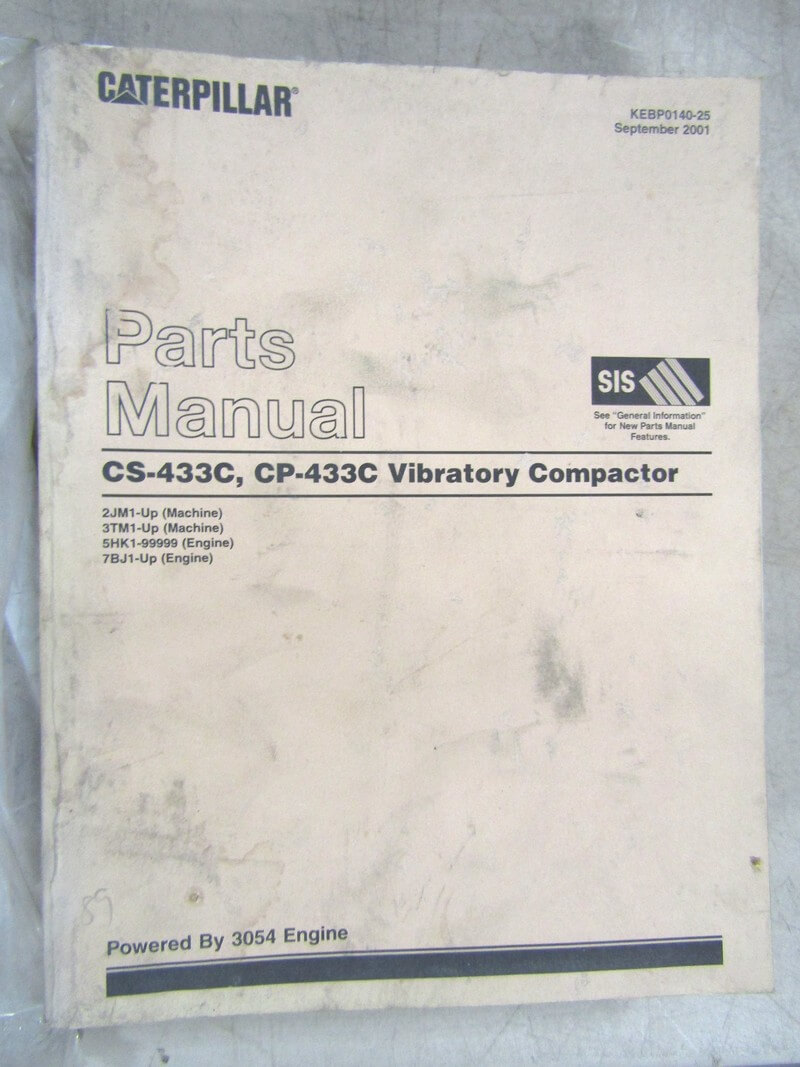 CATERPILLAR®
KEBP0140-25
September 2001
Parts
Manual
SIS
See "General Information"
for New Parts Manual
Features.
CS-433C, CP-433C Vibratory Compactor
2JM1-Up (Machine)
3TM1-Up (Machine)
5HK1-99999 (Engine)
7BJ1-Up (Engine)
Powered By 3054 Engine